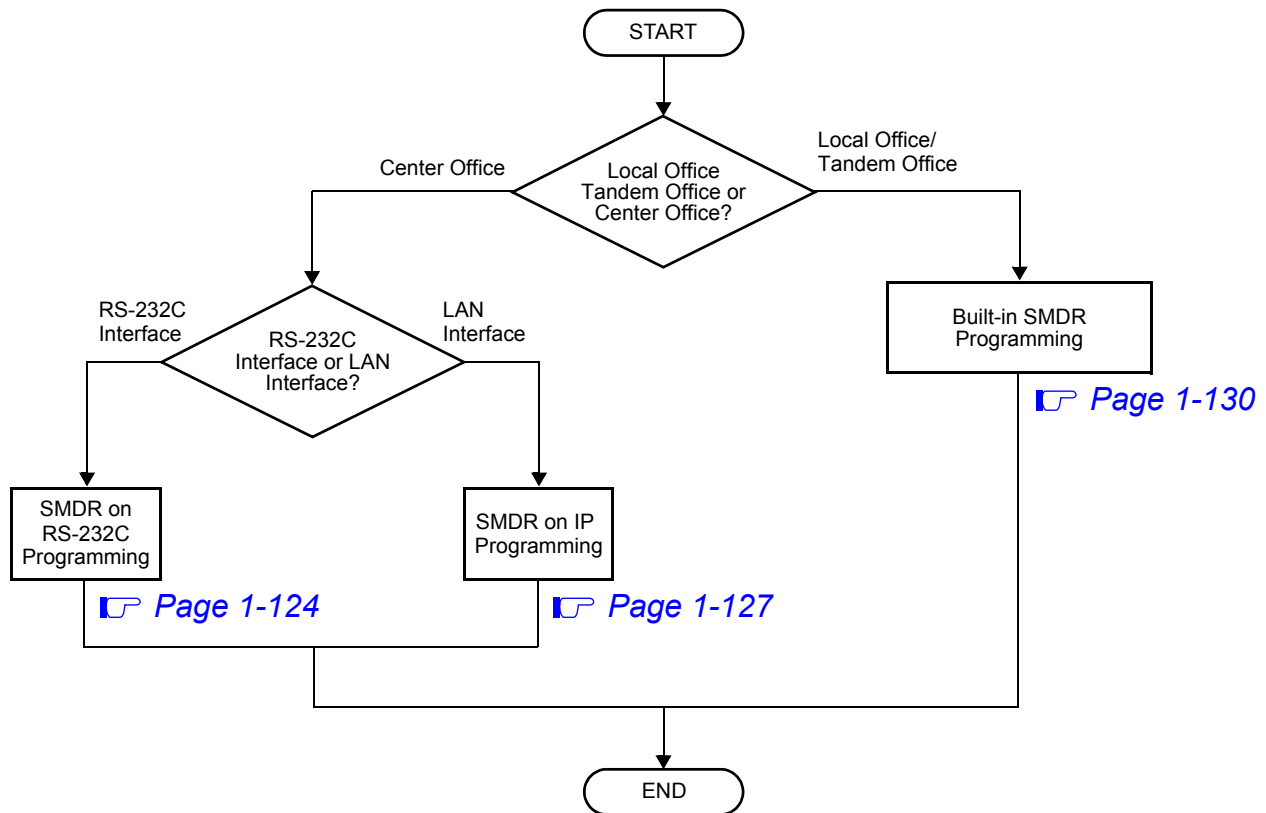 START
Center Office
Local Office
Tandem Office or
Center Office?
Local Office/
Tandem Office
RS-232C
Interface
RS-232C
Interface or LAN
Interface?
LAN
Interface
Built-in SMDR
Programming
Page 1-130
SMDR on
RS-232C
Programming
SMDR on IP
Programming
Page 1-124
Page 1-127
END